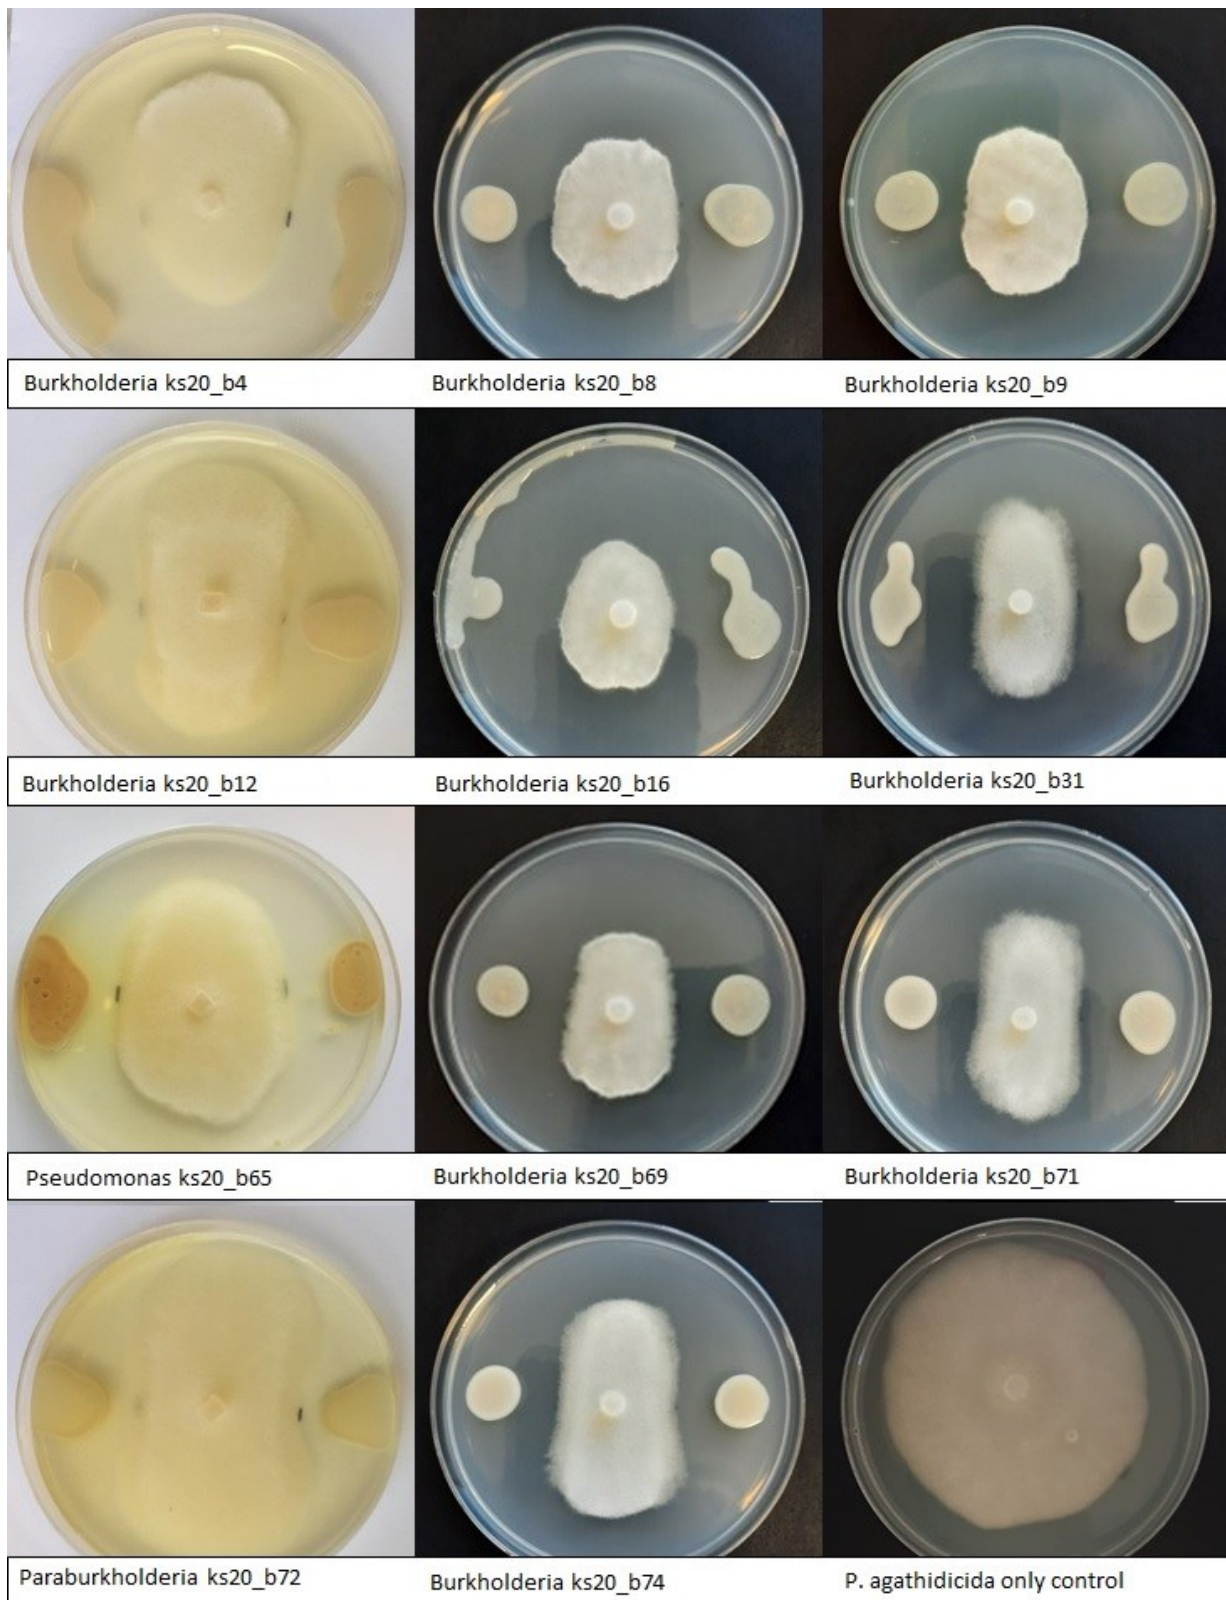 Burkholderia ks20_b4
Burkholderia ks20_b8
Burkholderia ks20_b9
Burkholderia ks20_b12
Burkholderia ks20_b16
Burkholderia ks20_b31
Pseudomonas ks20_b65
Burkholderia ks20_b69
Burkholderia ks20_b71
Paraburkholderia ks20_b72
Burkholderia ks20_b74
P. agathidicida only control